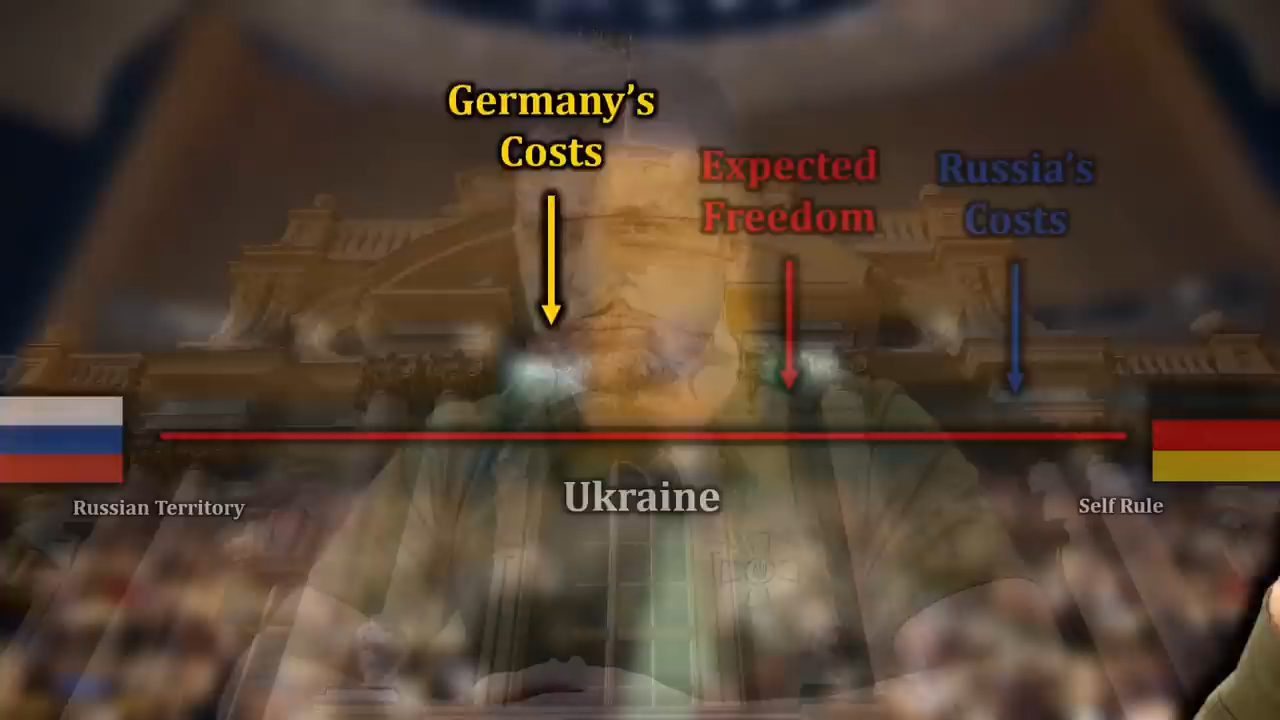 Germany’s
Costs
Expected
Freedom
Russia’s
Costs
Ukraine
Russian Territory
Self Rule